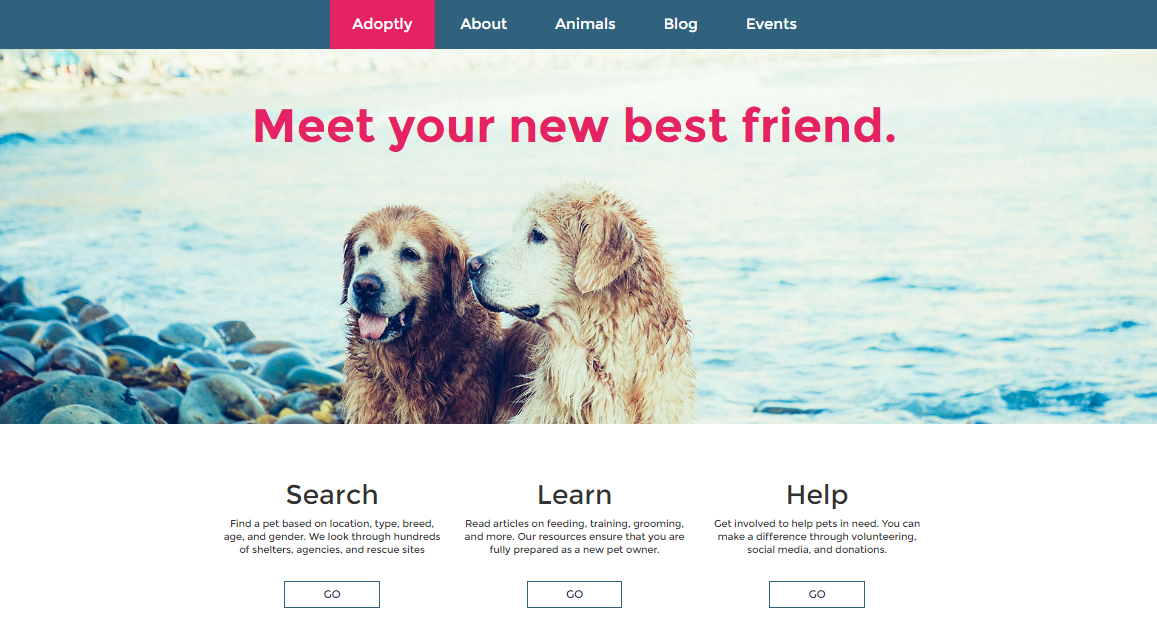 Adoptly About Animals Blog Events
Meet your new best friend.
Search
Find a pet based on location, type, breed,
age, and gender. We look through hundreds
of shelters, agencies, and rescue sites
GO
Learn
Read articles on feeding, training, grooming,
and more. Our resources ensure that you are
fully prepared as a new pet owner.
GO
Help
Get involved to help pets in need. You can
make a difference through volunteering,
social media, and donations.
GO